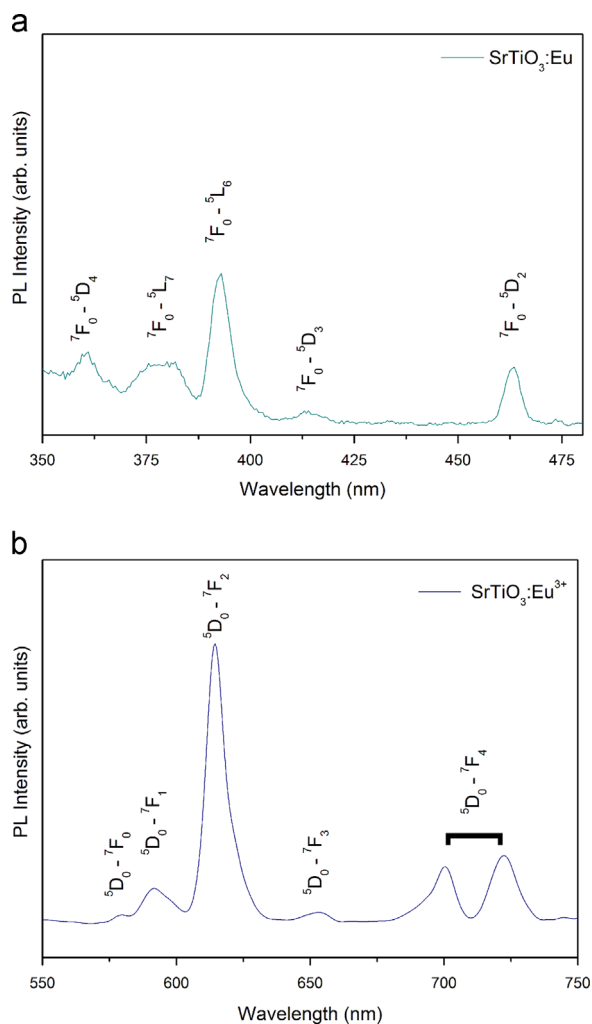 a
SrTiO₃:Eu
PL Intensity (arb. units)
⁷F₀ - ⁵D₄
⁷F₀ - ⁵L₇
⁷F₀ - ⁵L₆
⁷F₀ - ⁵D₃
⁷F₀ - ⁵D₂
350 375 400 425 450 475
Wavelength (nm)
b
SrTiO₃:Eu³⁺
PL Intensity (arb. units)
⁵D₀ - ⁷F₀
⁵D₀ - ⁷F₁
⁵D₀ - ⁷F₂
⁵D₀ - ⁷F₃
⁵D₀ - ⁷F₄
550 600 650 700 750
Wavelength (nm)